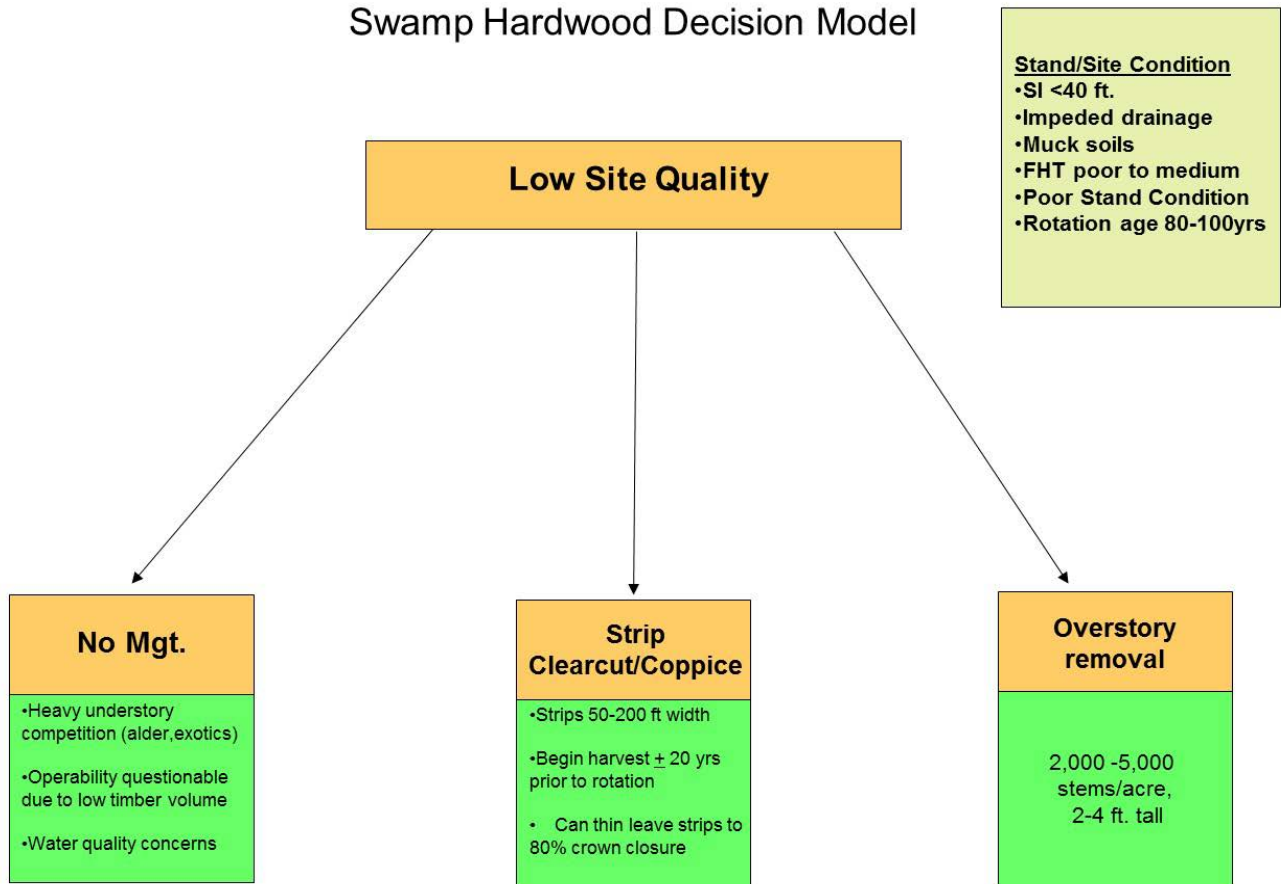 Swamp Hardwood Decision Model
Stand/Site Condition
•SI <40 ft.
•Impeded drainage
•Muck soils
•FHT poor to medium
•Poor Stand Condition
•Rotation age 80-100yrs
Low Site Quality
No Mgt.
•Heavy understory
competition (alder,exotics)
•Operability questionable
due to low timber volume
•Water quality concerns
Strip
Clearcut/Coppice
•Strips 50-200 ft width
•Begin harvest ± 20 yrs
prior to rotation
• Can thin leave strips to
80% crown closure
Overstory
removal
2,000 -5,000
stems/acre,
2-4 ft. tall